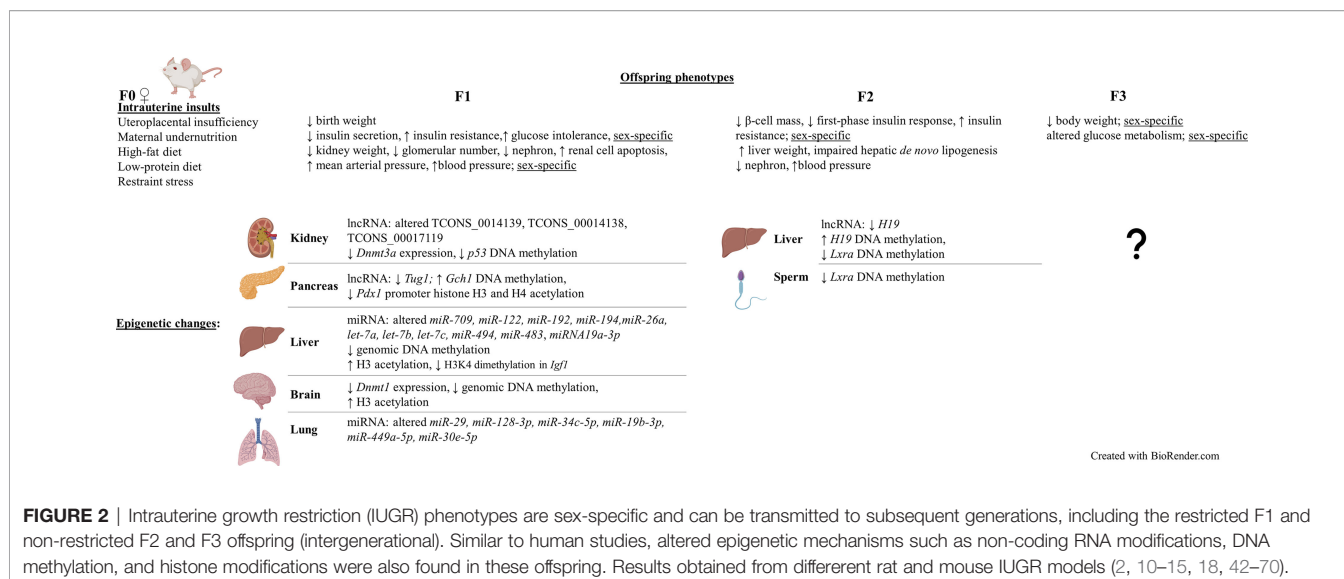 Offspring phenotypes
F0 ♀
Intrauterine insults
Uteroplacental insufficiency
Maternal undernutrition
High-fat diet
Low-protein diet
Restraint stress
F1
↓ birth weight
↓ insulin secretion, ↑ insulin resistance,↑ glucose intolerance, sex-specific
↓ kidney weight, ↓ glomerular number, ↓ nephron, ↑ renal cell apoptosis,
↑ mean arterial pressure, ↑blood pressure; sex-specific
F2
↓ β-cell mass, ↓ first-phase insulin response, ↑ insulin
resistance; sex-specific
↑ liver weight, impaired hepatic de novo lipogenesis
↓ nephron, ↑blood pressure
F3
↓ body weight; sex-specific
altered glucose metabolism; sex-specific
Epigenetic changes:
Kidney
lncRNA: altered TCONS_0014139, TCONS_00014138,
TCONS_00017119
↓ Dnmt3a expression, ↓ p53 DNA methylation
Pancreas
lncRNA: ↓ Tug1; ↑ Gch1 DNA methylation,
↓ Pdx1 promoter histone H3 and H4 acetylation
Liver
miRNA: altered miR-709, miR-122, miR-192, miR-194,miR-26a,
let-7a, let-7b, let-7c, miR-494, miR-483, miRNA19a-3p
↓ genomic DNA methylation
↑ H3 acetylation, ↓ H3K4 dimethylation in Igf1
Brain
↓ Dnmt1 expression, ↓ genomic DNA methylation,
↑ H3 acetylation
Lung
miRNA: altered miR-29, miR-128-3p, miR-34c-5p, miR-19b-3p,
miR-449a-5p, miR-30e-5p
Liver
lncRNA: ↓ H19
↑ H19 DNA methylation,
↓ Lxra DNA methylation
Sperm
↓ Lxra DNA methylation
?
Created with BioRender.com
FIGURE 2 | Intrauterine growth restriction (IUGR) phenotypes are sex-specific and can be transmitted to subsequent generations, including the restricted F1 and
non-restricted F2 and F3 offspring (intergenerational). Similar to human studies, altered epigenetic mechanisms such as non-coding RNA modifications, DNA
methylation, and histone modifications were also found in these offspring. Results obtained from differerent rat and mouse IUGR models (2, 10–15, 18, 42–70).